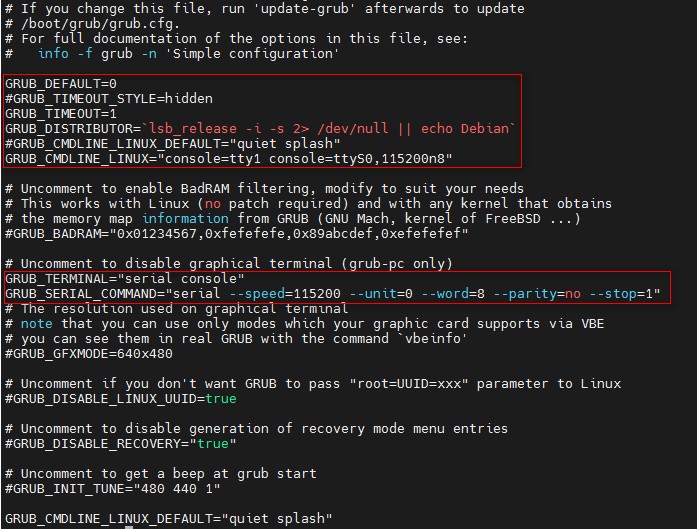 # If you change this file, run 'update-grub' afterwards to update
# /boot/grub/grub.cfg.
# For full documentation of the options in this file, see:
#   info -f grub -n 'Simple configuration'

GRUB_DEFAULT=0
#GRUB_TIMEOUT_STYLE=hidden
GRUB_TIMEOUT=1
GRUB_DISTRIBUTOR=`lsb_release -i -s 2> /dev/null || echo Debian`
#GRUB_CMDLINE_LINUX_DEFAULT="quiet splash"
GRUB_CMDLINE_LINUX="console=tty1 console=ttyS0,115200n8"

# Uncomment to enable BadRAM filtering, modify to suit your needs
# This works with Linux (no patch required) and with any kernel that obtains
# the memory map information from GRUB (GNU Mach, kernel of FreeBSD ...)
#GRUB_BADRAM="0x01234567,0xfefefefe,0x89abcdef,0xefefefef"

# Uncomment to disable graphical terminal (grub-pc only)
GRUB_TERMINAL="serial console"
GRUB_SERIAL_COMMAND="serial --speed=115200 --unit=0 --word=8 --parity=no --stop=1"
# The resolution used on graphical terminal
# note that you can use only modes which your graphic card supports via VBE
# you can see them in real GRUB with the command `vbeinfo'
#GRUB_GFXMODE=640x480

# Uncomment if you don't want GRUB to pass "root=UUID=xxx" parameter to Linux
#GRUB_DISABLE_LINUX_UUID=true

# Uncomment to disable generation of recovery mode menu entries
#GRUB_DISABLE_RECOVERY="true"

# Uncomment to get a beep at grub start
#GRUB_INIT_TUNE="480 440 1"

GRUB_CMDLINE_LINUX_DEFAULT="quiet splash"